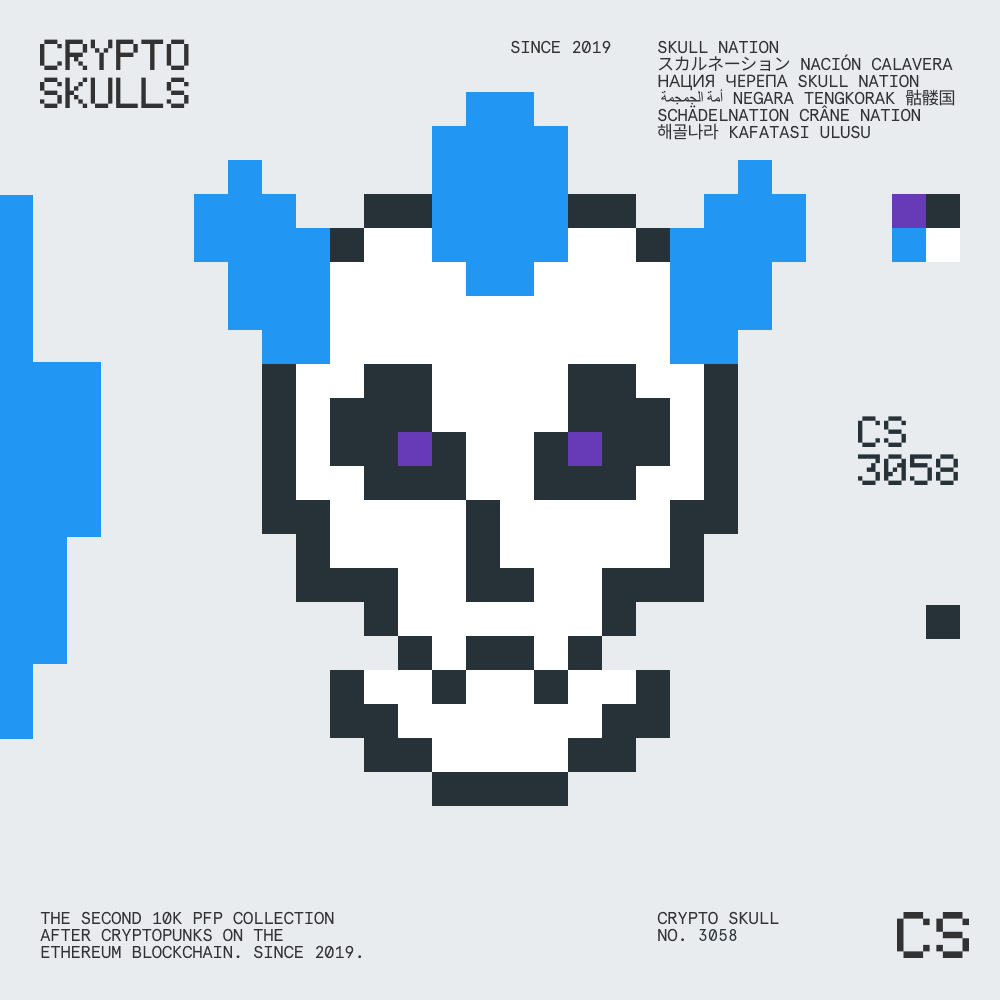 CRYPTO
SKULLS
SINCE 2019
SKULL NATION
スカルネーション NACIÓN CALAVERA
НАЦИЯ ЧЕРЕПА SKULL NATION
أمة الجمجمة NEGARA TENGKORAK 骷髅国
SCHÄDELNATION CRÂNE NATION
해골나라 KAFATASI ULUSU
CS
3058
THE SECOND 10K PFP COLLECTION
AFTER CRYPTOPUNKS ON THE
ETHEREUM BLOCKCHAIN. SINCE 2019.
CRYPTO SKULL
NO. 3058
CS